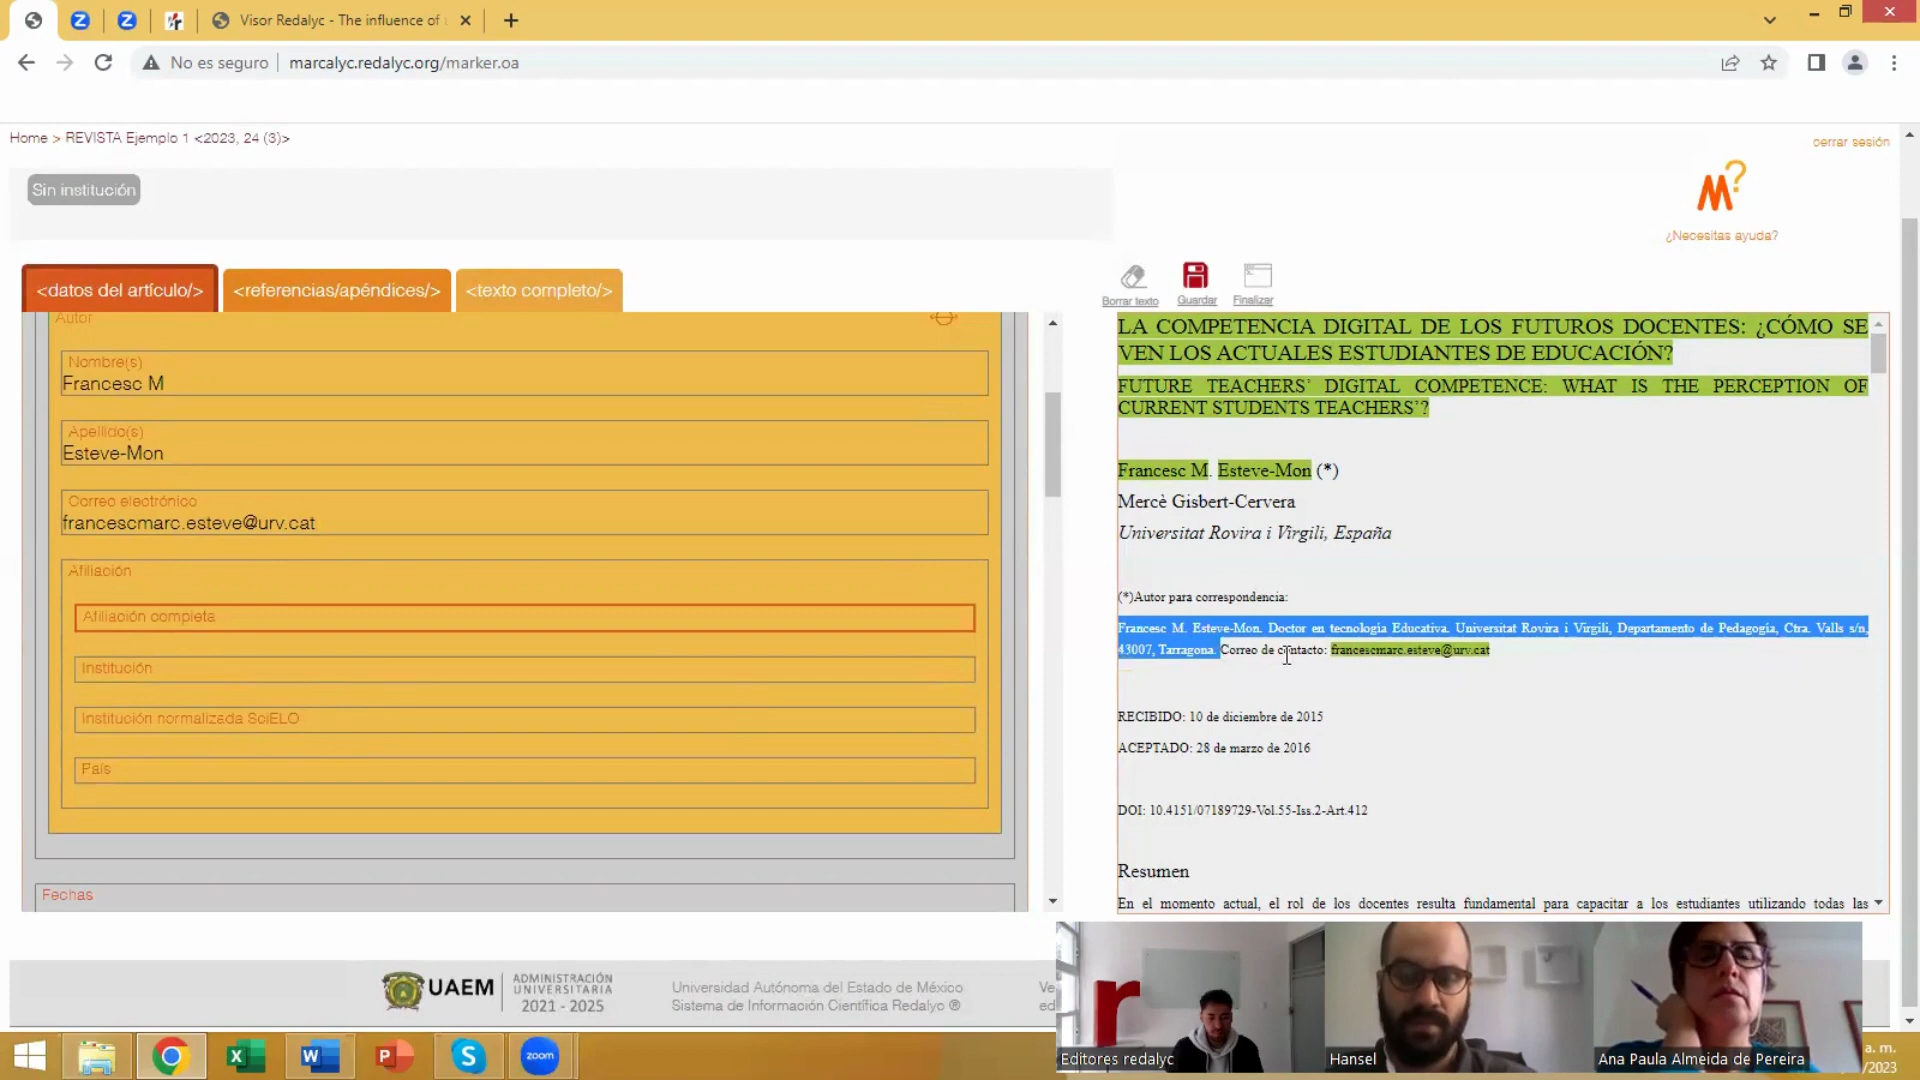 Visor Redalyc - The influence of
No es seguro
marcalyc.redalyc.org/marker.oa
Home > REVISTA Ejemplo 1 <2023, 24 (3)>
cerrar sesión
Sin institución
M?
¿Necesitas ayuda?
<datos del artículo/>
<referencias/apéndices/>
<texto completo/>
Borrar texto
Guardar
Finalizar
Autor
Nombre(s)
Francesc M
Apellido(s)
Esteve-Mon
Correo electrónico
francescmarc.esteve@urv.cat
Afiliación
Afiliación completa
Institución
Institución normalizada SciELO
País
Fechas
LA COMPETENCIA DIGITAL DE LOS FUTUROS DOCENTES: ¿CÓMO SE
VEN LOS ACTUALES ESTUDIANTES DE EDUCACIÓN?
FUTURE TEACHERS' DIGITAL COMPETENCE: WHAT IS THE PERCEPTION OF
CURRENT STUDENTS TEACHERS'?
Francesc M. Esteve-Mon (*)
Mercè Gisbert-Cervera
Universitat Rovira i Virgili, España
(*)Autor para correspondencia:
Francesc M. Esteve-Mon. Doctor en tecnología Educativa. Universitat Rovira i Virgili, Departamento de Pedagogía, Ctra. Valls s/n,
43007, Tarragona. Correo de contacto: francescmarc.esteve@urv.cat
RECIBIDO: 10 de diciembre de 2015
ACEPTADO: 28 de marzo de 2016
DOI: 10.4151/07189729-Vol.55-Iss.2-Art.412
Resumen
En el momento actual, el rol de los docentes resulta fundamental para capacitar a los estudiantes utilizando todas las
UAEM
ADMINISTRACIÓN
UNIVERSITARIA
2021 - 2025
Universidad Autónoma del Estado de México
Sistema de Información Científica Redalyc ®
Ve
ed
r
Editores redalyc
Hansel
Ana Paula Almeida de Pereira
zoom
a. m.
/2023